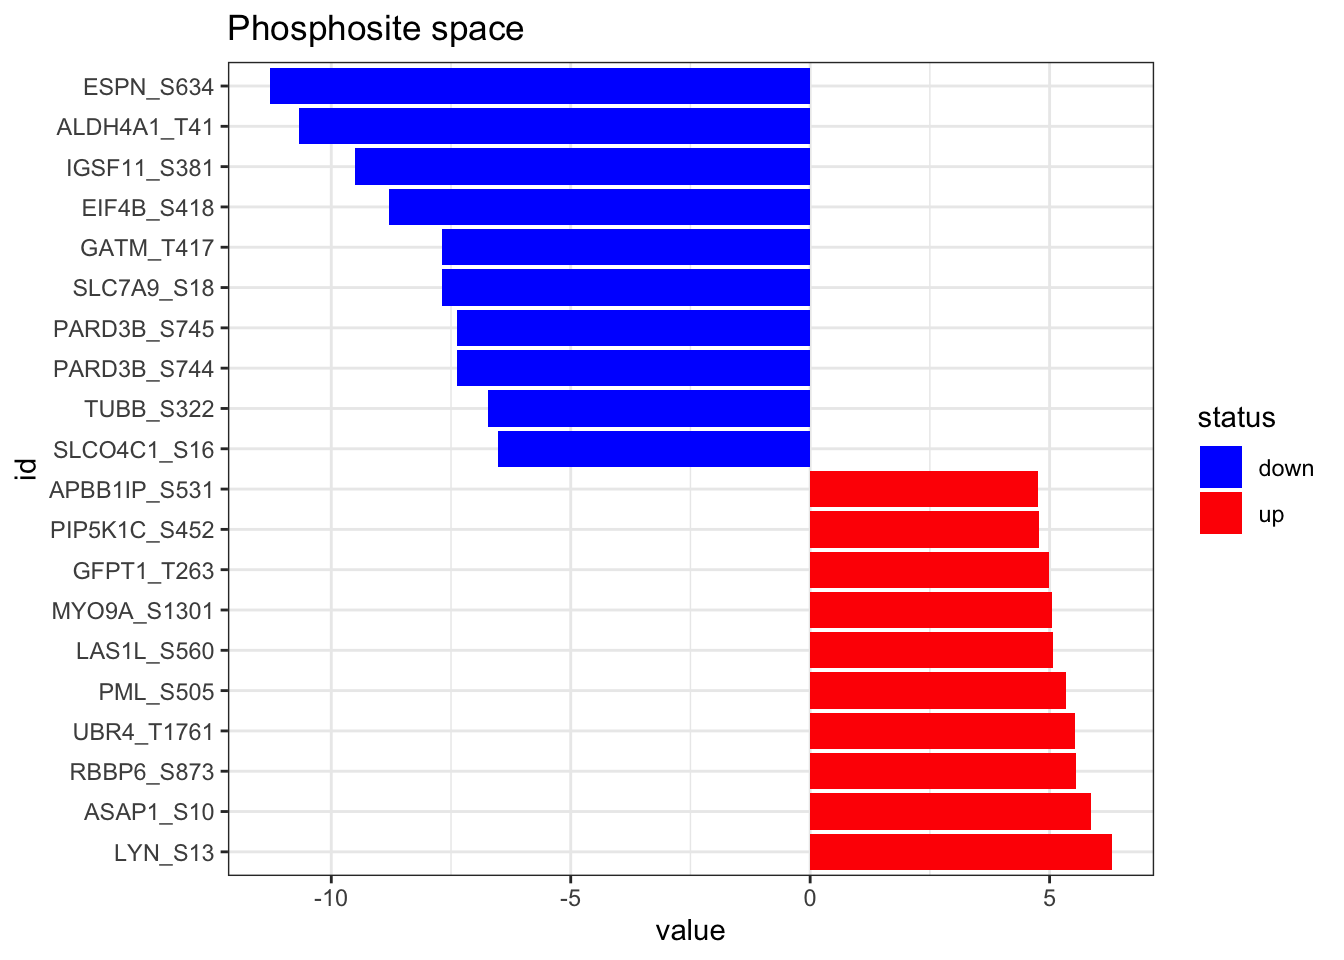 Phosphosite space
ESPN_S634
ALDH4A1_T41
IGSF11_S381
EIF4B_S418
GATM_T417
SLC7A9_S18
PARD3B_S745
PARD3B_S744
TUBB_S322
SLCO4C1_S16
APBB1IP_S531
PIP5K1C_S452
GFPT1_T263
MYO9A_S1301
LAS1L_S560
PML_S505
UBR4_T1761
RBBP6_S873
ASAP1_S10
LYN_S13
id
-10 -5 0 5
value
status
down
up